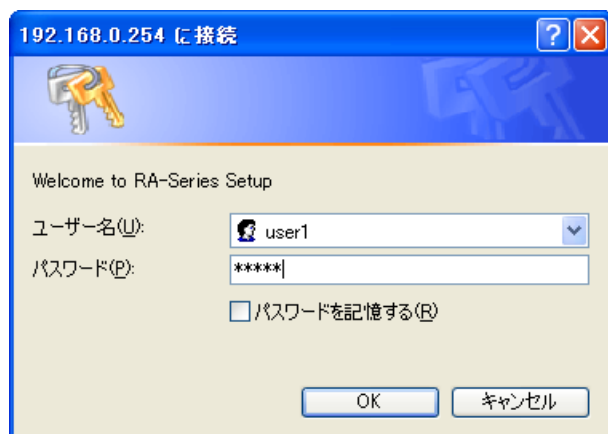 192.168.0.254 に接続
Welcome to RA-Series Setup
ユーザー名(U):
user1
パスワード(P):
*****
パスワードを記憶する(R)
OK
キャンセル